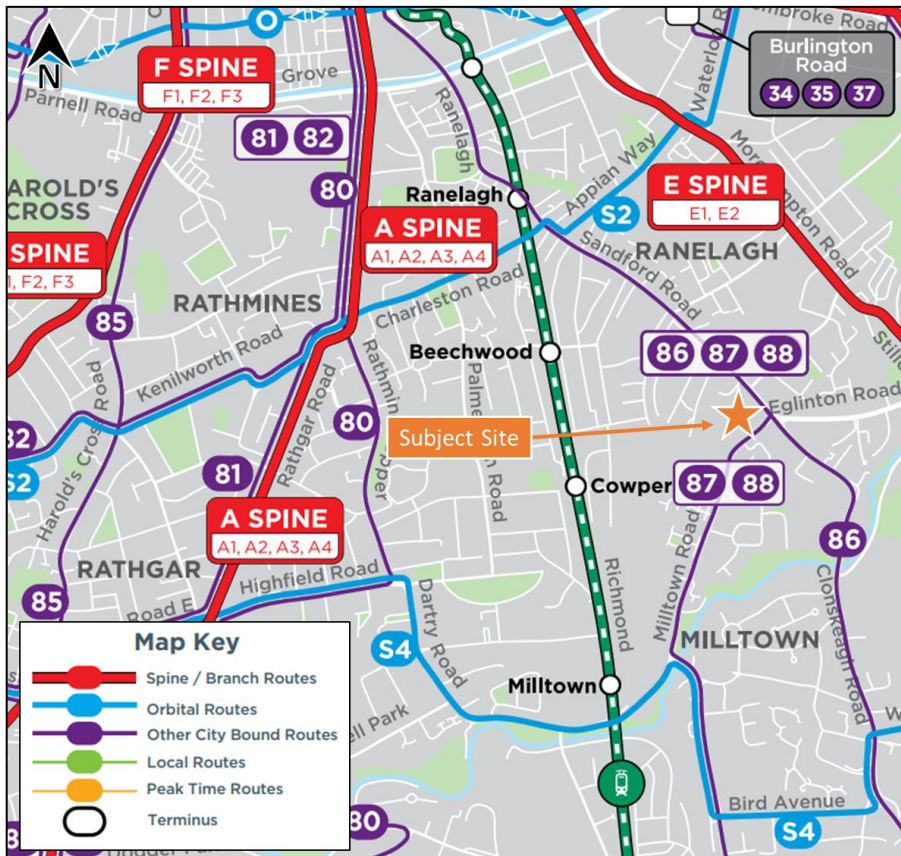 N
F SPINE
F1, F2, F3
Grove
Parnell Road
81 82
80
Ranelagh
Waterloo
Road
Burlington
Road
34 35 37
E SPINE
E1, E2
Appian Way
S2
Ranelagh
Sandford Road
RANELAGH
A SPINE
A1, A2, A3, A4
Charleston Road
RATHMINES
Kenilworth Road
CROSS
SPINE
F2, F3
85
Beechwood
86 87 88
Eglinton Road
Subject Site
80
81
Rathgar Road
Harold's Cross Road
S2
Cowper
87 88
Milltown Road
86
Clonskeagh Road
A SPINE
A1, A2, A3, A4
RATHGAR
Highfield Road
85
Road E
Richmond
Dartry Road
S4
Milltown
MILLTOWN
Park
Bird Avenue
S4
80
Map Key
Spine / Branch Routes
Orbital Routes
Other City Bound Routes
Local Routes
Peak Time Routes
Terminus